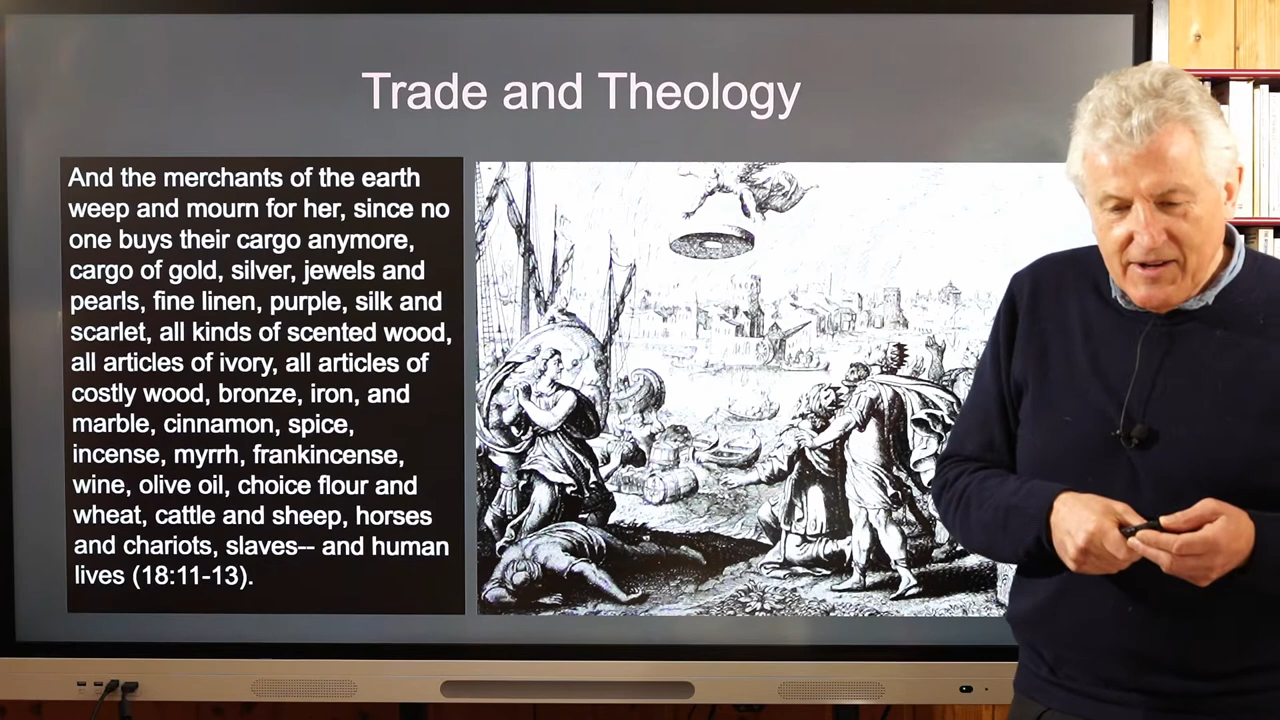 Trade and Theology
And the merchants of the earth
weep and mourn for her, since no
one buys their cargo anymore,
cargo of gold, silver, jewels and
pearls, fine linen, purple, silk and
scarlet, all kinds of scented wood,
all articles of ivory, all articles of
costly wood, bronze, iron, and
marble, cinnamon, spice,
incense, myrrh, frankincense,
wine, olive oil, choice flour and
wheat, cattle and sheep, horses
and chariots, slaves-- and human
lives (18:11-13).